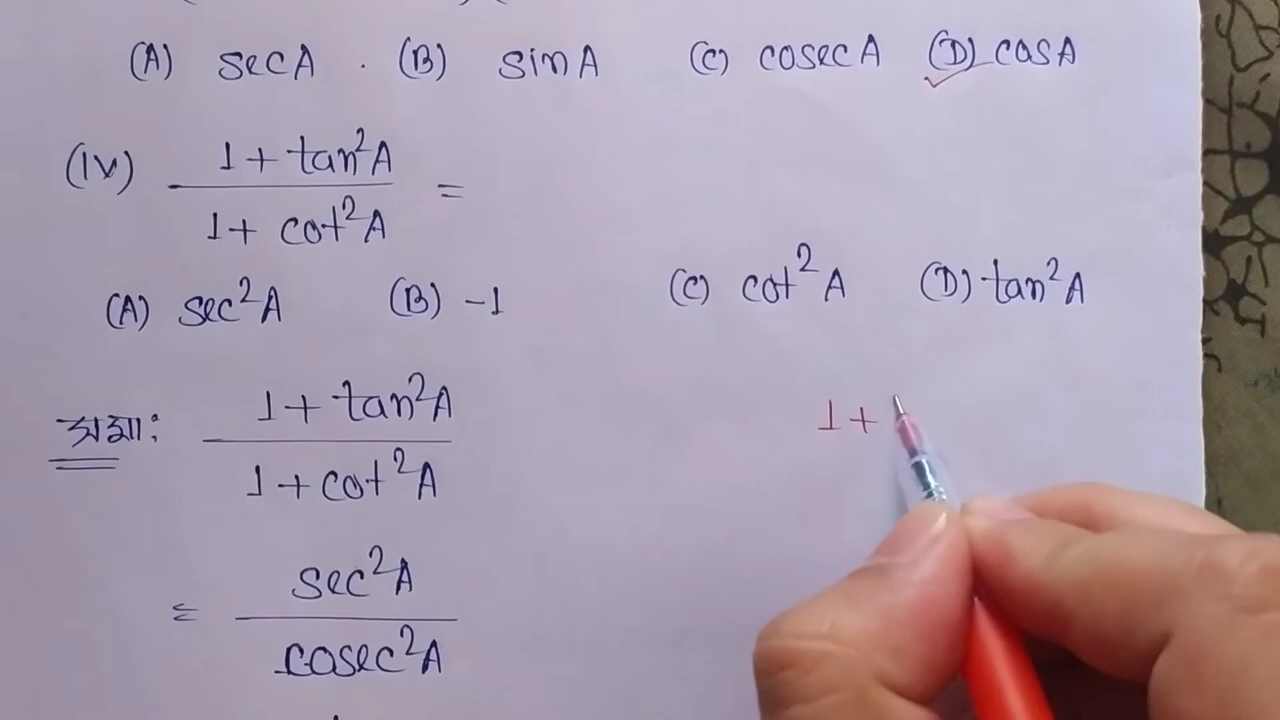 (A) secA . (B) sinA (C) cosecA (D) cosA
(iv) 1 + tan²A
=
1 + cot²A
(A) sec²A (B) -1 (C) cot²A (D) tan²A
1 +
সমা: 1 + tan²A
1 + cot²A
= sec²A
cosec²A